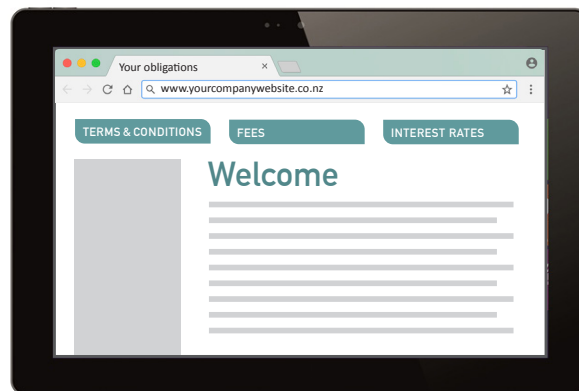 Your obligations
www.yourcompanywebsite.co.nz
TERMS & CONDITIONS
FEES
INTEREST RATES
Welcome